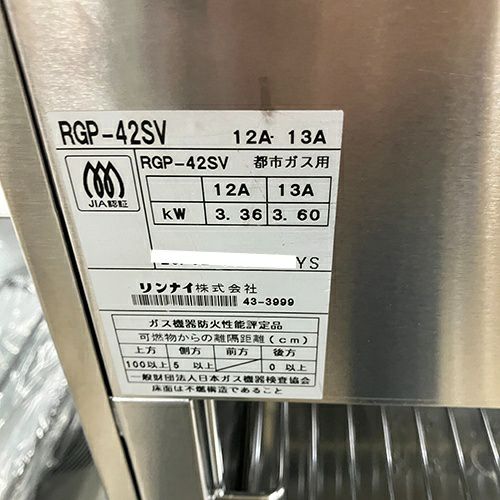 RGP-42SV 12A· 13A
JIA認証
RGP-42SV 都市ガス用
12A 13A
kW 3. 36 3. 60
YS
リンナイ株式会社
43-3999
ガス機器防火性能評定品
可燃物からの離隔距離(cm)
上方 側方 前方 後方
100以上 5 以上 0 以上
一般財団法人日本ガス機器検査協会
床面は不燃構造であること